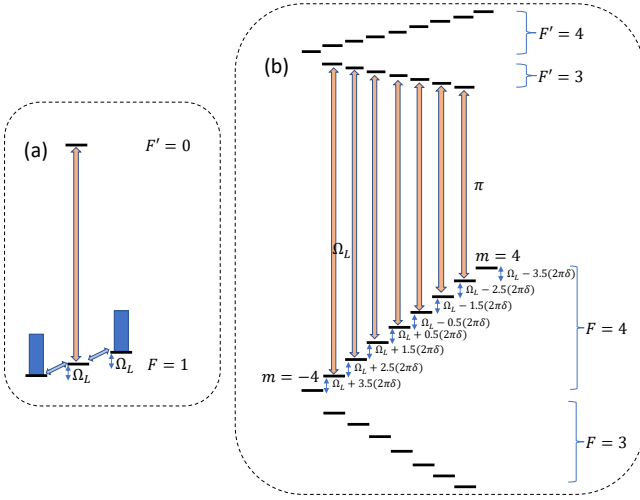 (a)
F' = 0
Ω_L
Ω_L
F = 1
(b)
F' = 4
F' = 3
π
Ω_L
m = 4
Ω_L − 3.5(2πδ)
Ω_L − 2.5(2πδ)
Ω_L − 1.5(2πδ)
Ω_L − 0.5(2πδ)
Ω_L + 0.5(2πδ)
Ω_L + 1.5(2πδ)
Ω_L + 2.5(2πδ)
m = −4
Ω_L + 3.5(2πδ)
F = 4
F = 3